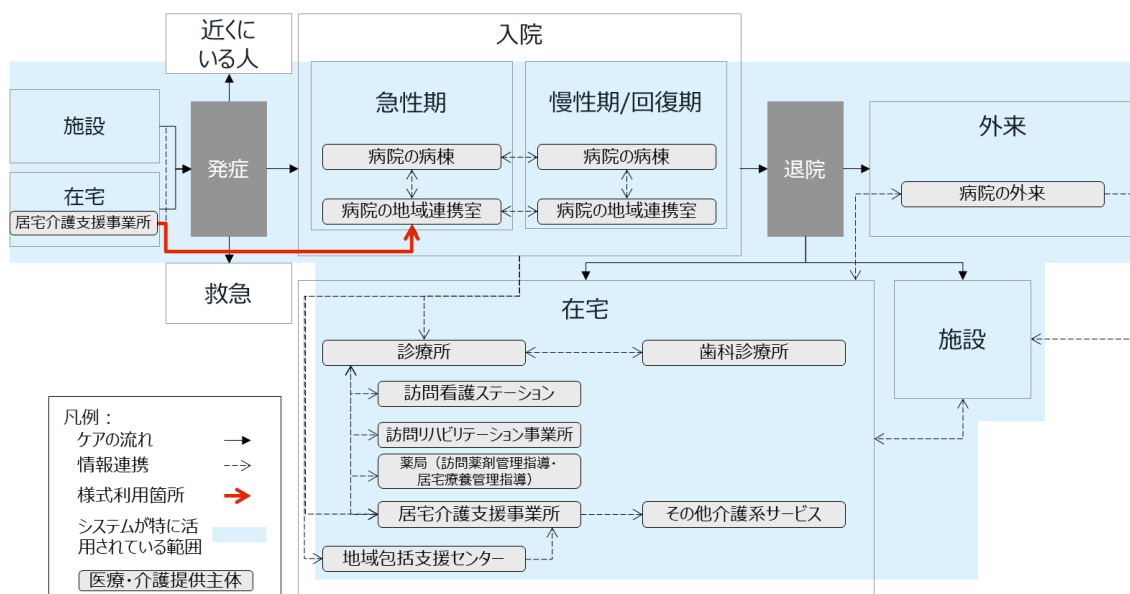 近くに
いる人
入院
急性期
慢性期/回復期
施設
外来
発症
病院の病棟
病院の病棟
退院
在宅
居宅介護支援事業所
病院の地域連携室
病院の地域連携室
病院の外来
救急
在宅
施設
診療所
歯科診療所
訪問看護ステーション
訪問リハビリテーション事業所
薬局（訪問薬剤管理指導・
居宅療養管理指導）
居宅介護支援事業所
その他介護系サービス
地域包括支援センター
凡例：
ケアの流れ
情報連携
様式利用箇所
システムが特に活
用されている範囲
医療・介護提供主体